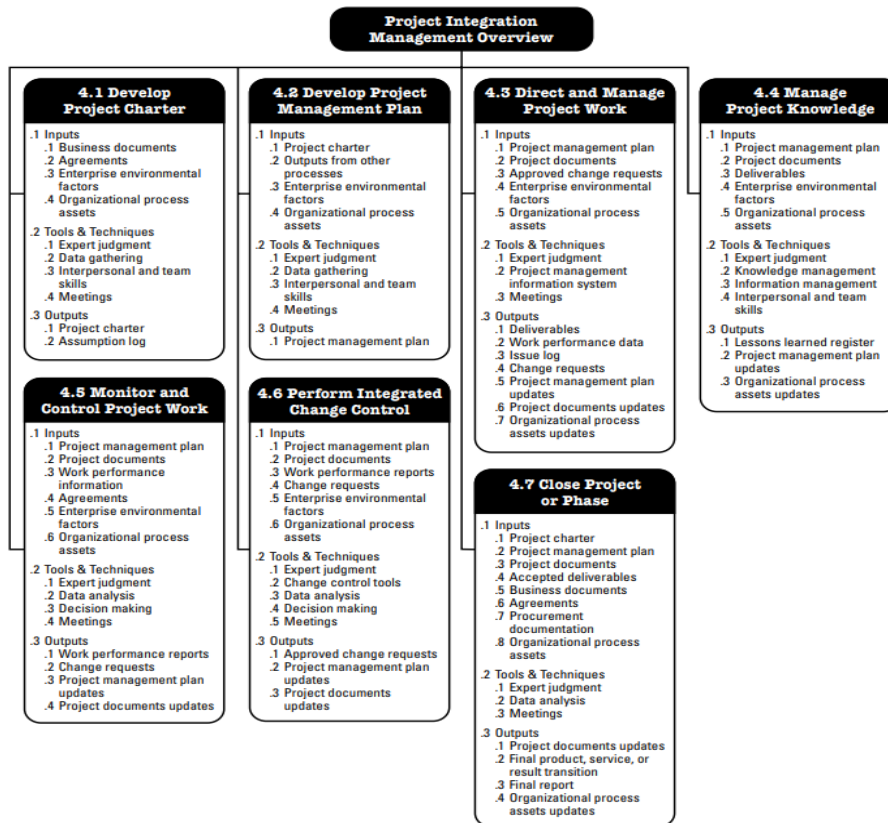 Project Integration
Management Overview
4.1 Develop
Project Charter
.1 Inputs
.1 Business documents
.2 Agreements
.3 Enterprise environmental
factors
.4 Organizational process
assets
.2 Tools & Techniques
.1 Expert judgment
.2 Data gathering
.3 Interpersonal and team
skills
.4 Meetings
.3 Outputs
.1 Project charter
.2 Assumption log
4.2 Develop Project
Management Plan
.1 Inputs
.1 Project charter
.2 Outputs from other
processes
.3 Enterprise environmental
factors
.4 Organizational process
assets
.2 Tools & Techniques
.1 Expert judgment
.2 Data gathering
.3 Interpersonal and team
skills
.4 Meetings
.3 Outputs
.1 Project management plan
4.3 Direct and Manage
Project Work
.1 Inputs
.1 Project management plan
.2 Project documents
.3 Approved change requests
.4 Enterprise environmental
factors
.5 Organizational process
assets
.2 Tools & Techniques
.1 Expert judgment
.2 Project management
information system
.3 Meetings
.3 Outputs
.1 Deliverables
.2 Work performance data
.3 Issue log
.4 Change requests
.5 Project management plan
updates
.6 Project documents updates
.7 Organizational process
assets updates
4.4 Manage
Project Knowledge
.1 Inputs
.1 Project management plan
.2 Project documents
.3 Deliverables
.4 Enterprise environmental
factors
.5 Organizational process
assets
.2 Tools & Techniques
.1 Expert judgment
.2 Knowledge management
.3 Information management
.4 Interpersonal and team
skills
.3 Outputs
.1 Lessons learned register
.2 Project management plan
updates
.3 Organizational process
assets updates
4.5 Monitor and
Control Project Work
.1 Inputs
.1 Project management plan
.2 Project documents
.3 Work performance
information
.4 Agreements
.5 Enterprise environmental
factors
.6 Organizational process
assets
.2 Tools & Techniques
.1 Expert judgment
.2 Data analysis
.3 Decision making
.4 Meetings
.3 Outputs
.1 Work performance reports
.2 Change requests
.3 Project management plan
updates
.4 Project documents updates
4.6 Perform Integrated
Change Control
.1 Inputs
.1 Project management plan
.2 Project documents
.3 Work performance reports
.4 Change requests
.5 Enterprise environmental
factors
.6 Organizational process
assets
.2 Tools & Techniques
.1 Expert judgment
.2 Change control tools
.3 Data analysis
.4 Decision making
.5 Meetings
.3 Outputs
.1 Approved change requests
.2 Project management plan
updates
.3 Project documents
updates
4.7 Close Project
or Phase
.1 Inputs
.1 Project charter
.2 Project management plan
.3 Project documents
.4 Accepted deliverables
.5 Business documents
.6 Agreements
.7 Procurement
documentation
.8 Organizational process
assets
.2 Tools & Techniques
.1 Expert judgment
.2 Data analysis
.3 Meetings
.3 Outputs
.1 Project documents updates
.2 Final product, service, or
result transition
.3 Final report
.4 Organizational process
assets updates